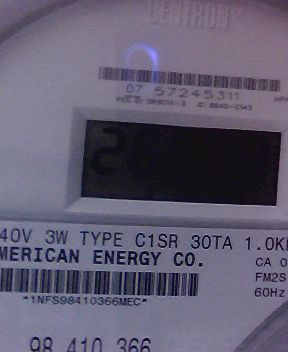 CENTRON
07 57245311
40V 3W TYPE C1SR 30TA 1.0K
MERICAN ENERGY CO.
CA 0
FM2S
*1NFS98410366MEC*
60Hz
98 410 366